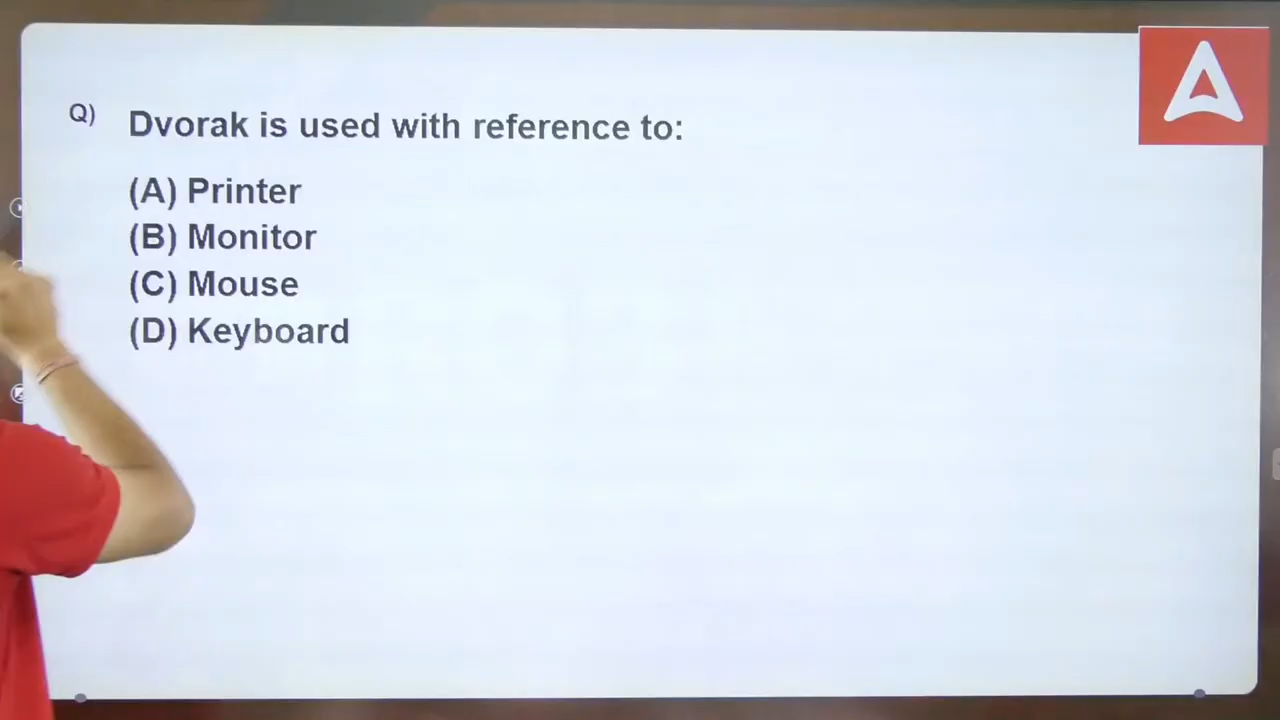 Q) Dvorak is used with reference to:
(A) Printer
(B) Monitor
(C) Mouse
(D) Keyboard